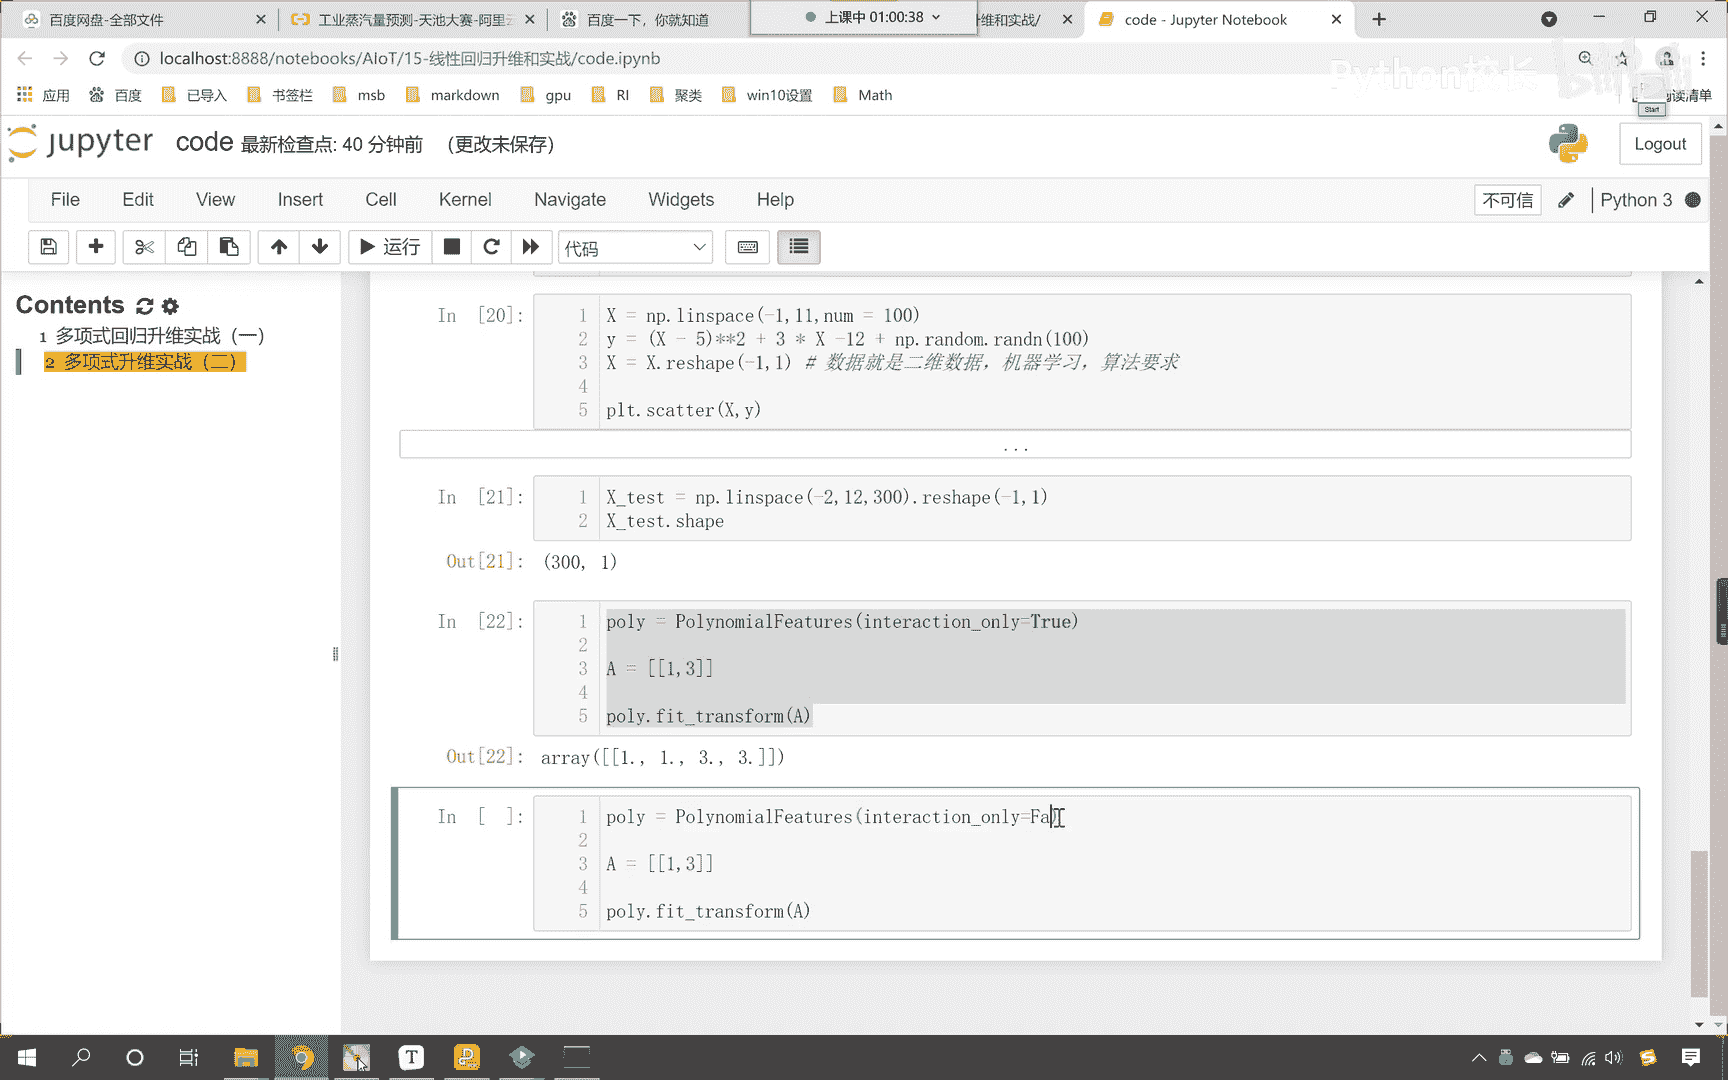 百度网盘-全部文件
工业蒸汽量预测-天池大赛-阿里云
百度一下，你就知道
上课中 01:00:38
升维和实战/
code - Jupyter Notebook
localhost:8888/notebooks/AIoT/15-线性回归升维和实战/code.ipynb
应用 百度 已导入 书签栏 msb markdown gpu RI 聚类 win10设置 Math 阅读清单
Start
jupyter code 最新检查点: 40 分钟前 (更改未保存) Logout
File Edit View Insert Cell Kernel Navigate Widgets Help 不可信 Python 3
运行 代码
Contents
1 多项式回归升维实战（一）
2 多项式升维实战（二）
In [20]:
1 X = np.linspace(-1,11,num = 100)
2 y = (X - 5)**2 + 3 * X -12 + np.random.randn(100)
3 X = X.reshape(-1,1) # 数据就是二维数据，机器学习，算法要求
4
5 plt.scatter(X,y)
...
In [21]:
1 X_test = np.linspace(-2,12,300).reshape(-1,1)
2 X_test.shape
Out[21]: (300, 1)
In [22]:
1 poly = PolynomialFeatures(interaction_only=True)
2
3 A = [[1,3]]
4
5 poly.fit_transform(A)
Out[22]: array([[1., 1., 3., 3.]])
In [ ]:
1 poly = PolynomialFeatures(interaction_only=Fa)
2
3 A = [[1,3]]
4
5 poly.fit_transform(A)